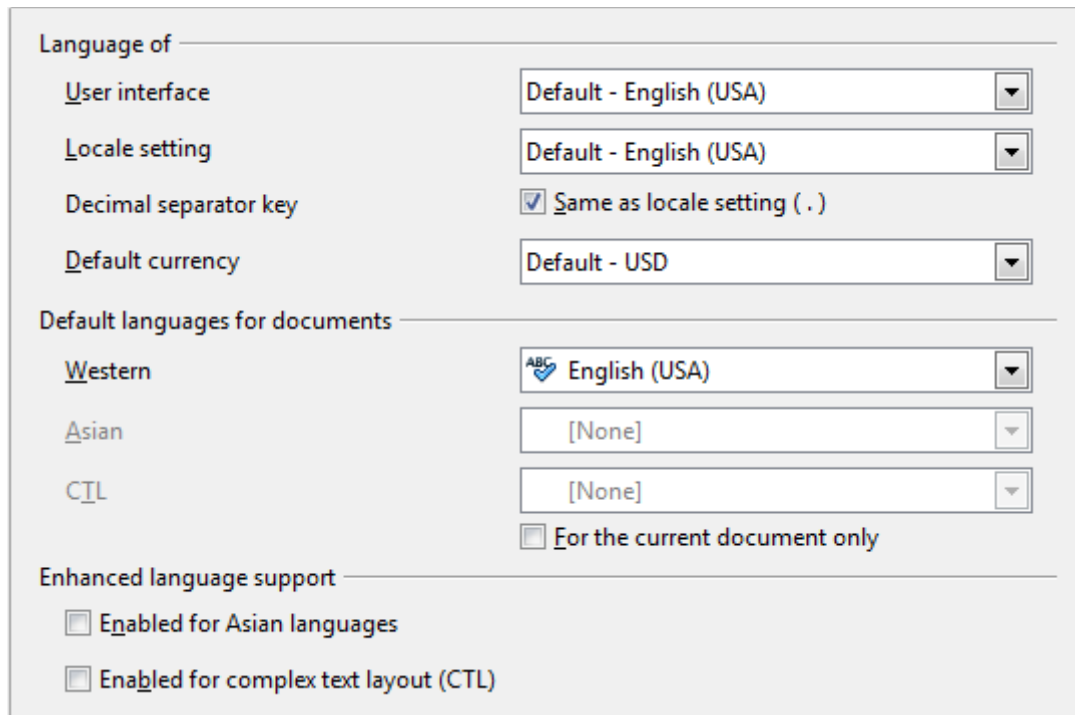 Language of
User interface Default - English (USA)
Locale setting Default - English (USA)
Decimal separator key Same as locale setting ( . )
Default currency Default - USD
Default languages for documents
Western ABC English (USA)
Asian [None]
CTL [None]
For the current document only
Enhanced language support
Enabled for Asian languages
Enabled for complex text layout (CTL)